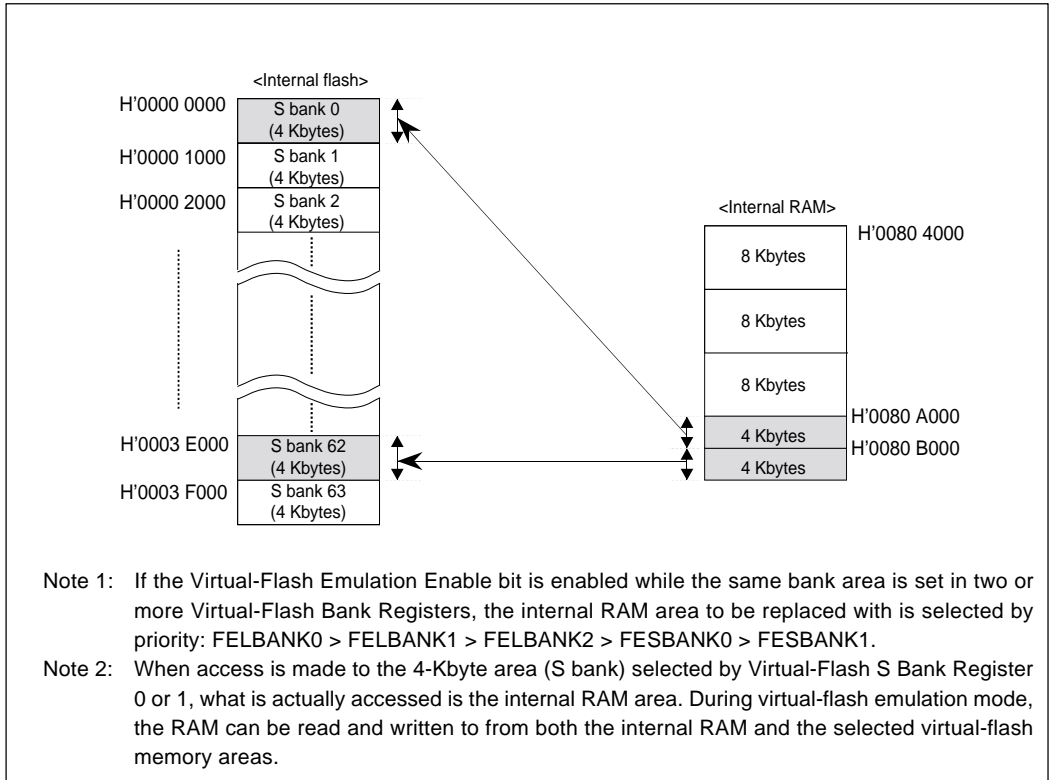 <Internal flash>
H'0000 0000
S bank 0
(4 Kbytes)
H'0000 1000
S bank 1
(4 Kbytes)
H'0000 2000
S bank 2
(4 Kbytes)
H'0003 E000
S bank 62
(4 Kbytes)
H'0003 F000
S bank 63
(4 Kbytes)
<Internal RAM>
H'0080 4000
8 Kbytes
8 Kbytes
8 Kbytes
H'0080 A000
4 Kbytes
H'0080 B000
4 Kbytes
Note 1: If the Virtual-Flash Emulation Enable bit is enabled while the same bank area is set in two or
more Virtual-Flash Bank Registers, the internal RAM area to be replaced with is selected by
priority: FELBANK0 > FELBANK1 > FELBANK2 > FESBANK0 > FESBANK1.
Note 2: When access is made to the 4-Kbyte area (S bank) selected by Virtual-Flash S Bank Register
0 or 1, what is actually accessed is the internal RAM area. During virtual-flash emulation mode,
the RAM can be read and written to from both the internal RAM and the selected virtual-flash
memory areas.